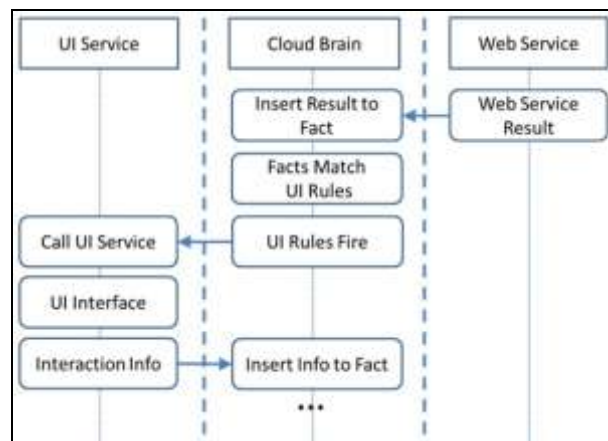 UI Service
Cloud Brain
Web Service
Insert Result to
Fact
Web Service
Result
Facts Match
UI Rules
Call UI Service
UI Rules Fire
UI Interface
Interaction Info
Insert Info to Fact
...